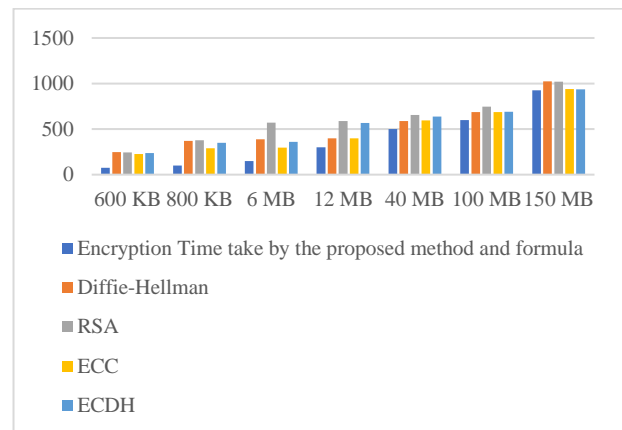 1500
1000
500
0
600 KB 800 KB 6 MB 12 MB 40 MB 100 MB 150 MB
Encryption Time take by the proposed method and formula
Diffie-Hellman
RSA
ECC
ECDH